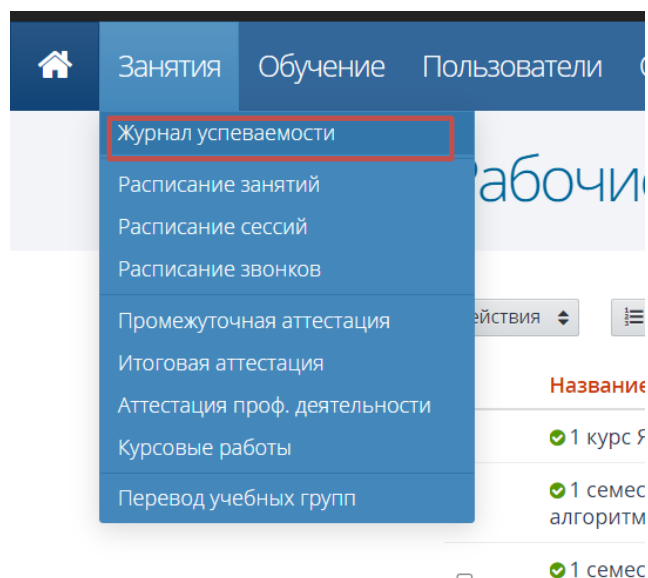 Занятия Обучение Пользователи
Журнал успеваемости
Расписание занятий
Расписание сессий
Расписание звонков
Промежуточная аттестация
Итоговая аттестация
Аттестация проф. деятельности
Курсовые работы
Перевод учебных групп
абочи
ействия
Название
1 курс Я
1 семес
алгоритм
1 семес